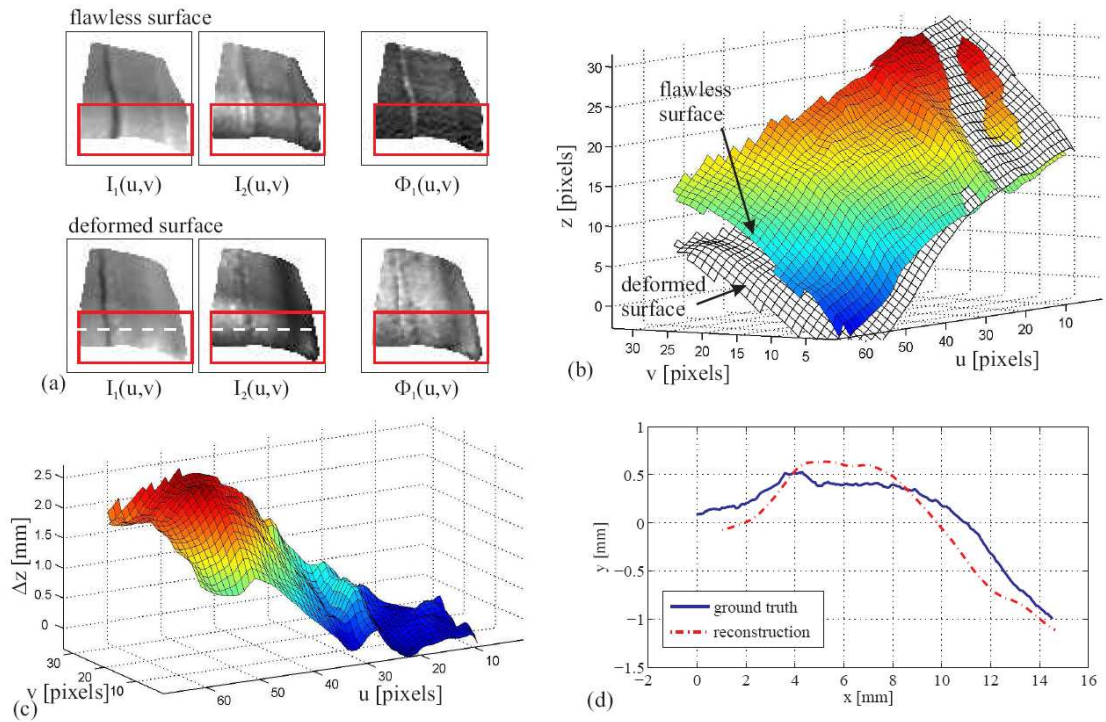 flawless surface
I₁(u,v) I₂(u,v) Φ₁(u,v)
deformed surface
(a) I₁(u,v) I₂(u,v) Φ₁(u,v)
z [pixels]
30
25
20
15
10
5
0
flawless
surface
deformed
surface
30 25 20 15 10 5
v [pixels]
60 50 40 30 20 10
u [pixels]
(b)
Δz [mm]
2.5
2.0
1.5
1.0
0.5
0
30 20 10
v [pixels]
60 50 40 30 20 10
u [pixels]
(c)
y [mm]
1
0.5
0
−0.5
−1
−1.5
ground truth
reconstruction
−2 0 2 4 6 8 10 12 14 16
x [mm]
(d)